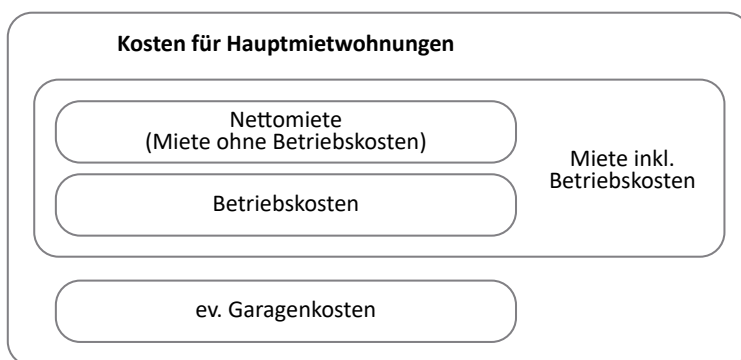 Kosten für Hauptmietwohnungen
Nettomiete
(Miete ohne Betriebskosten)
Miete inkl.
Betriebskosten
Betriebskosten
ev. Garagenkosten